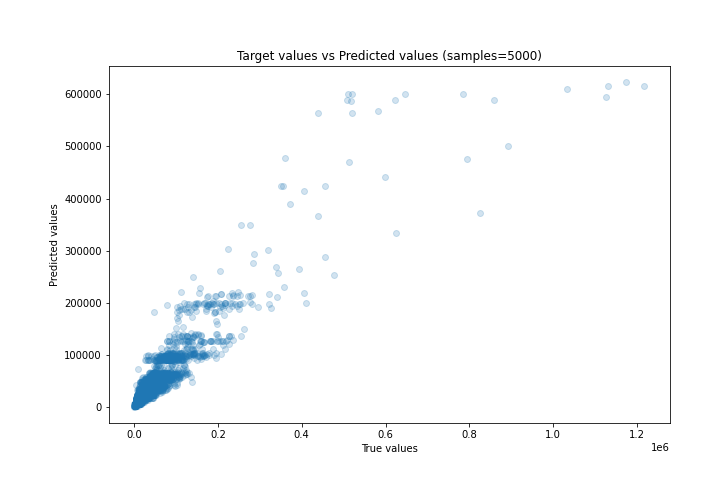 Target values vs Predicted values (samples=5000)
600000
500000
400000
300000
200000
100000
0
Predicted values
0.0 0.2 0.4 0.6 0.8 1.0 1.2
1e6
True values